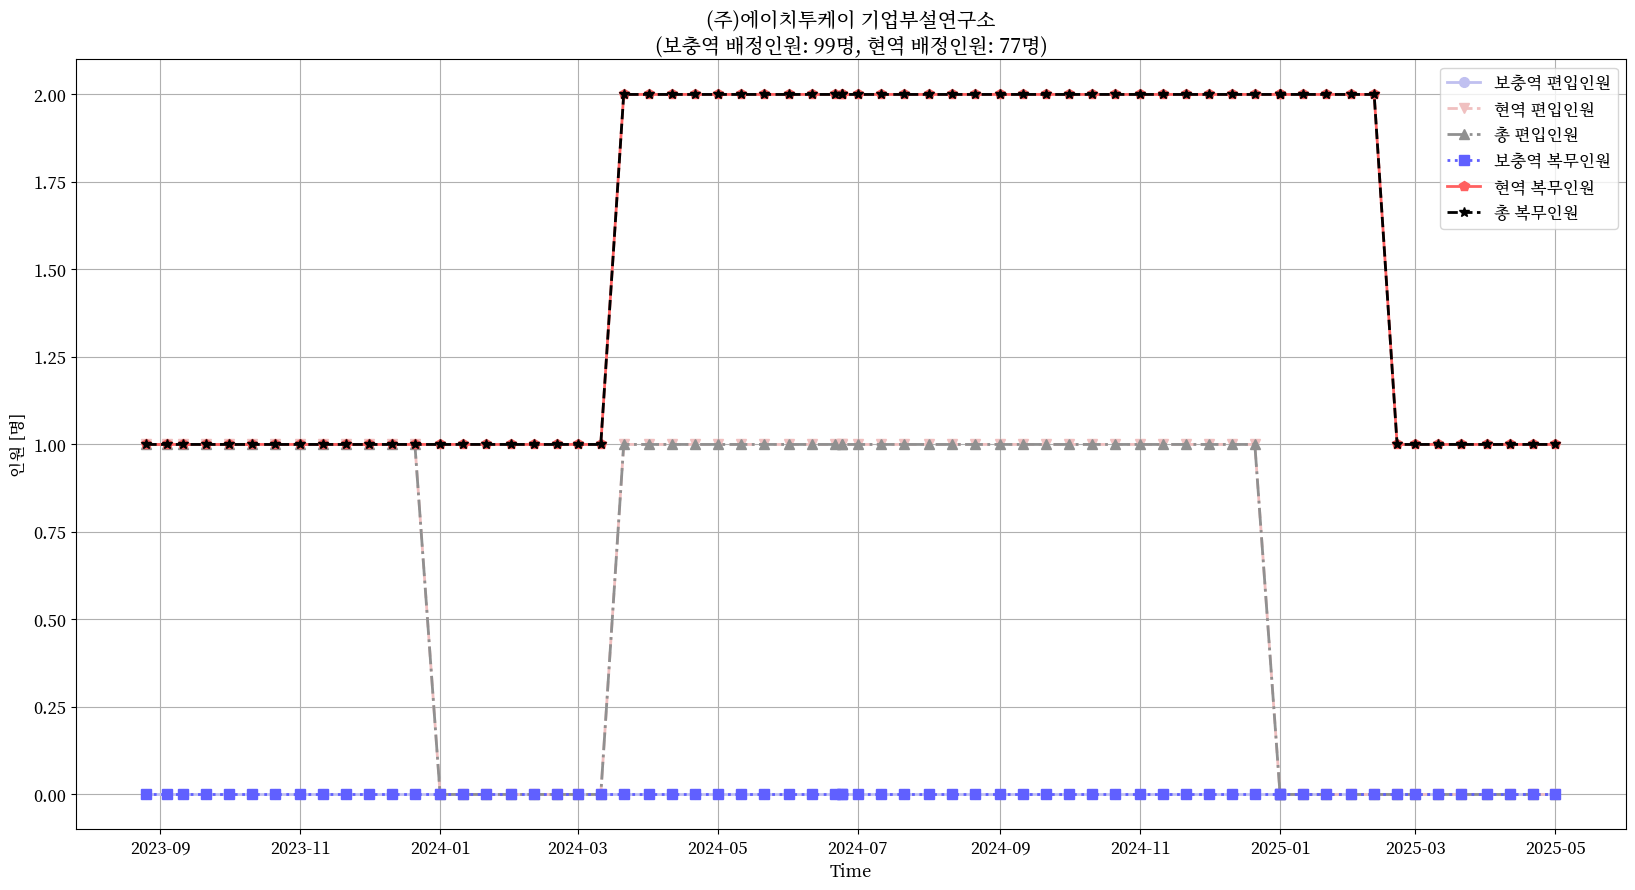 (주)에이치투케이 기업부설연구소
(보충역 배정인원: 99명, 현역 배정인원: 77명)
보충역 편입인원
현역 편입인원
총 편입인원
보충역 복무인원
현역 복무인원
총 복무인원
인원 [명]
2.00
1.75
1.50
1.25
1.00
0.75
0.50
0.25
0.00
2023-09 2023-11 2024-01 2024-03 2024-05 2024-07 2024-09 2024-11 2025-01 2025-03 2025-05
Time